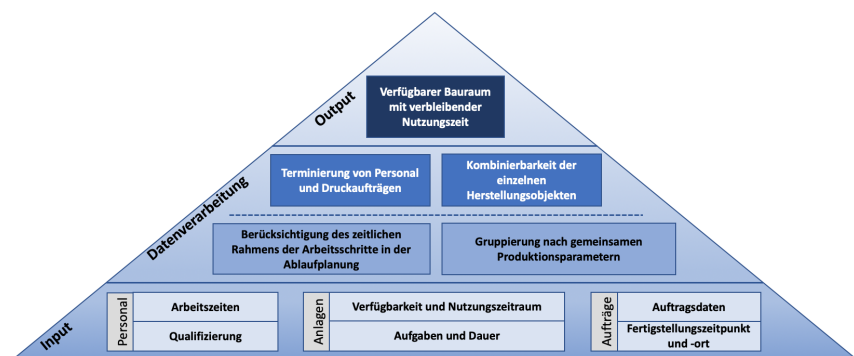 Output
Verfügbarer Bauraum
mit verbleibender
Nutzungszeit
Datenverarbeitung
Terminierung von Personal
und Druckaufträgen
Kombinierbarkeit der
einzelnen
Herstellungsobjekten
Berücksichtigung des zeitlichen
Rahmens der Arbeitsschritte in der
Ablaufplanung
Gruppierung nach gemeinsamen
Produktionsparametern
Input
Personal
Arbeitszeiten
Qualifizierung
Anlagen
Verfügbarkeit und Nutzungszeitraum
Aufgaben und Dauer
Aufträge
Auftragsdaten
Fertigstellungszeitpunkt
und -ort